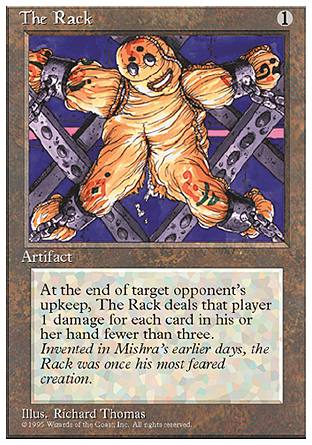 The Rack 1
Artifact
At the end of target opponent's
upkeep, The Rack deals that player
1 damage for each card in his or
her hand fewer than three.
Invented in Mishra's earlier days, the
Rack was once his most feared
creation.
Illus. Richard Thomas
© 1995 Wizards of the Coast, Inc. All rights reserved.